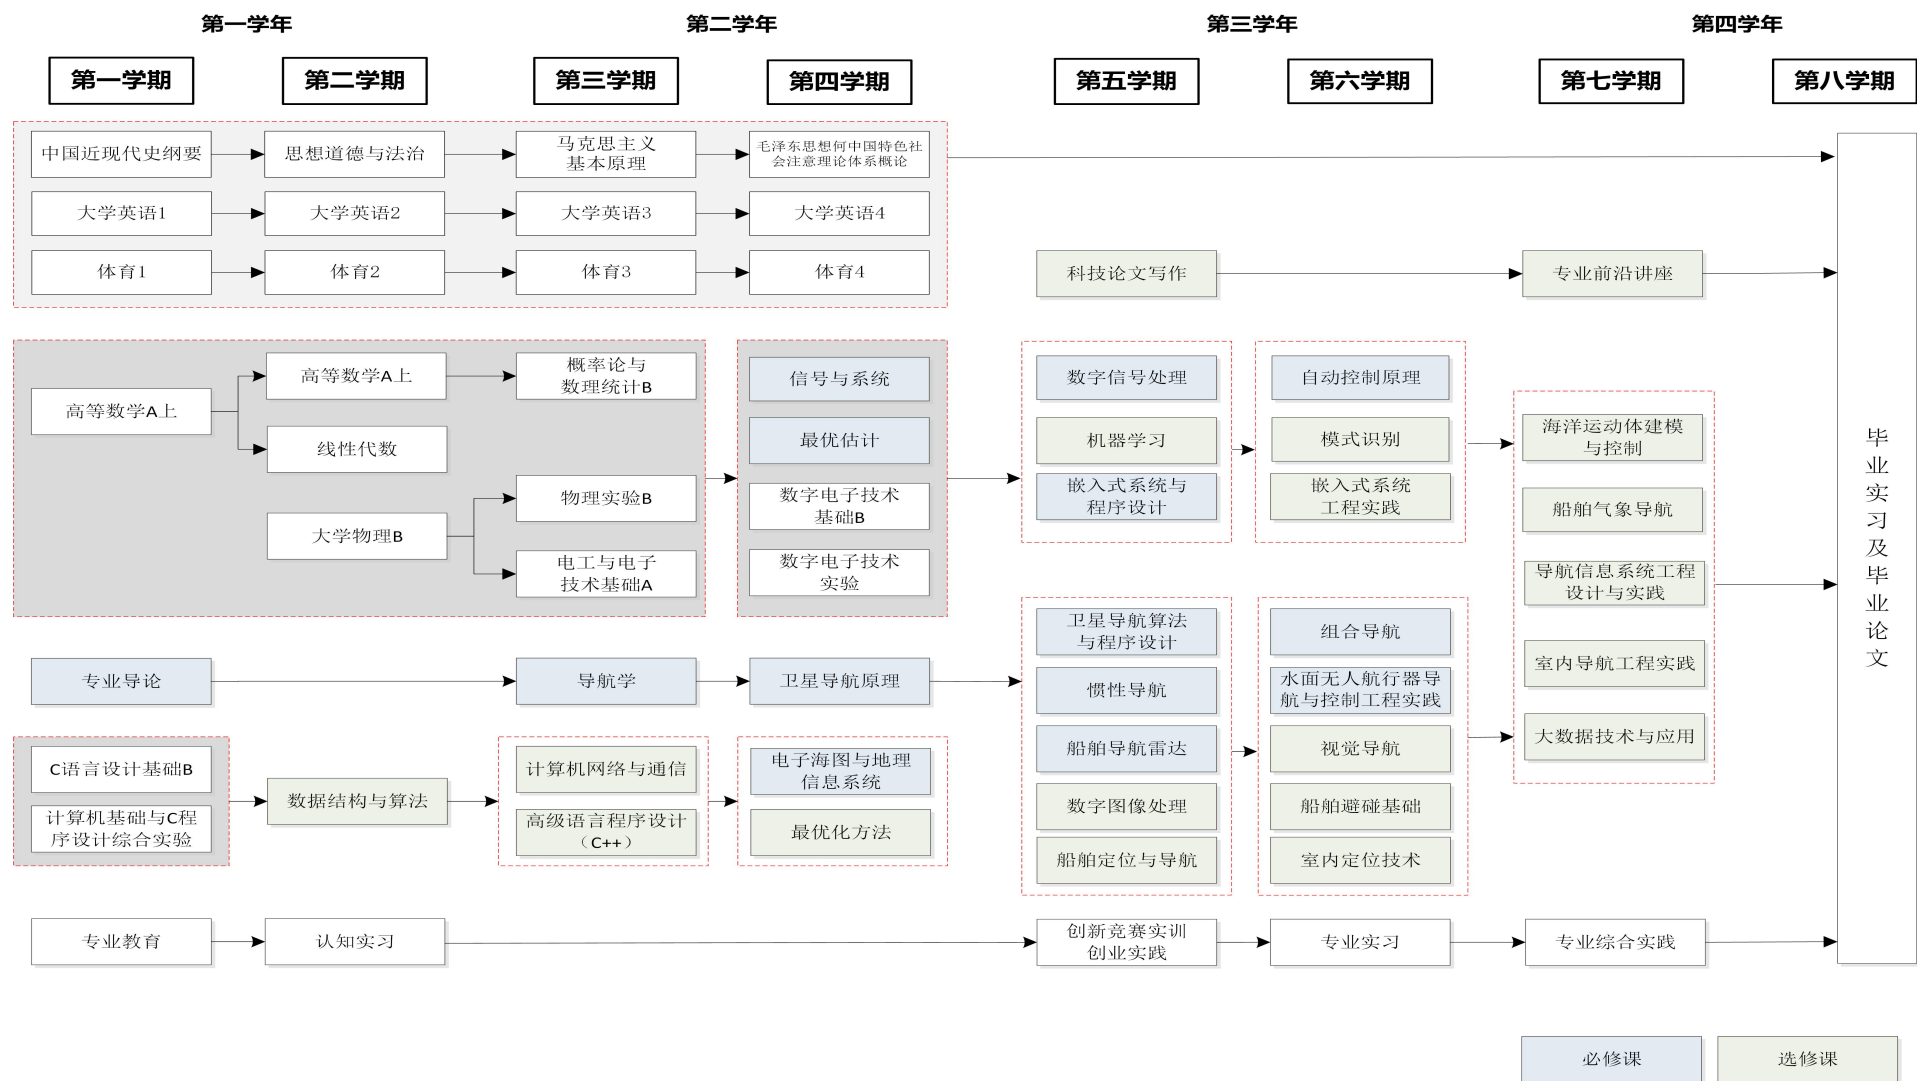 第一学年
第二学年
第三学年
第四学年
第一学期
第二学期
第三学期
第四学期
第五学期
第六学期
第七学期
第八学期
中国近现代史纲要
思想道德与法治
马克思主义
基本原理
毛泽东思想何中国特色社
会注意理论体系概论
大学英语1
大学英语2
大学英语3
大学英语4
体育1
体育2
体育3
体育4
科技论文写作
专业前沿讲座
高等数学A上
高等数学A上
线性代数
大学物理B
概率论与
数理统计B
物理实验B
电工与电子
技术基础A
信号与系统
最优估计
数字电子技术
基础B
数字电子技术
实验
数字信号处理
机器学习
嵌入式系统与
程序设计
自动控制原理
模式识别
嵌入式系统
工程实践
海洋运动体建模
与控制
船舶气象导航
导航信息系统工程
设计与实践
室内导航工程实践
大数据技术与应用
专业导论
导航学
卫星导航原理
卫星导航算法
与程序设计
惯性导航
船舶导航雷达
数字图像处理
船舶定位与导航
组合导航
水面无人航行器导
航与控制工程实践
视觉导航
船舶避碰基础
室内定位技术
C语言设计基础B
计算机基础与C程
序设计综合实验
数据结构与算法
计算机网络与通信
高级语言程序设计
（C++）
电子海图与地理
信息系统
最优化方法
专业教育
认知实习
创新竞赛实训
创业实践
专业实习
专业综合实践
毕业实习及毕业论文
必修课
选修课